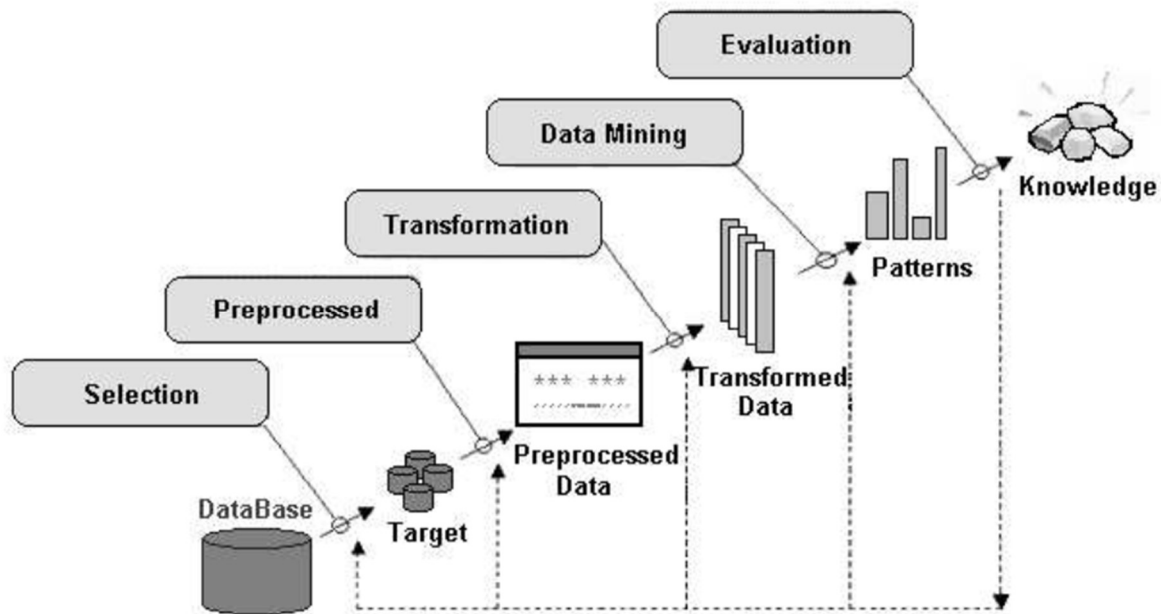 Evaluation
Data Mining
Knowledge
Transformation
Patterns
Preprocessed
Transformed
Data
Selection
Preprocessed
Data
*** ***
DataBase
Target